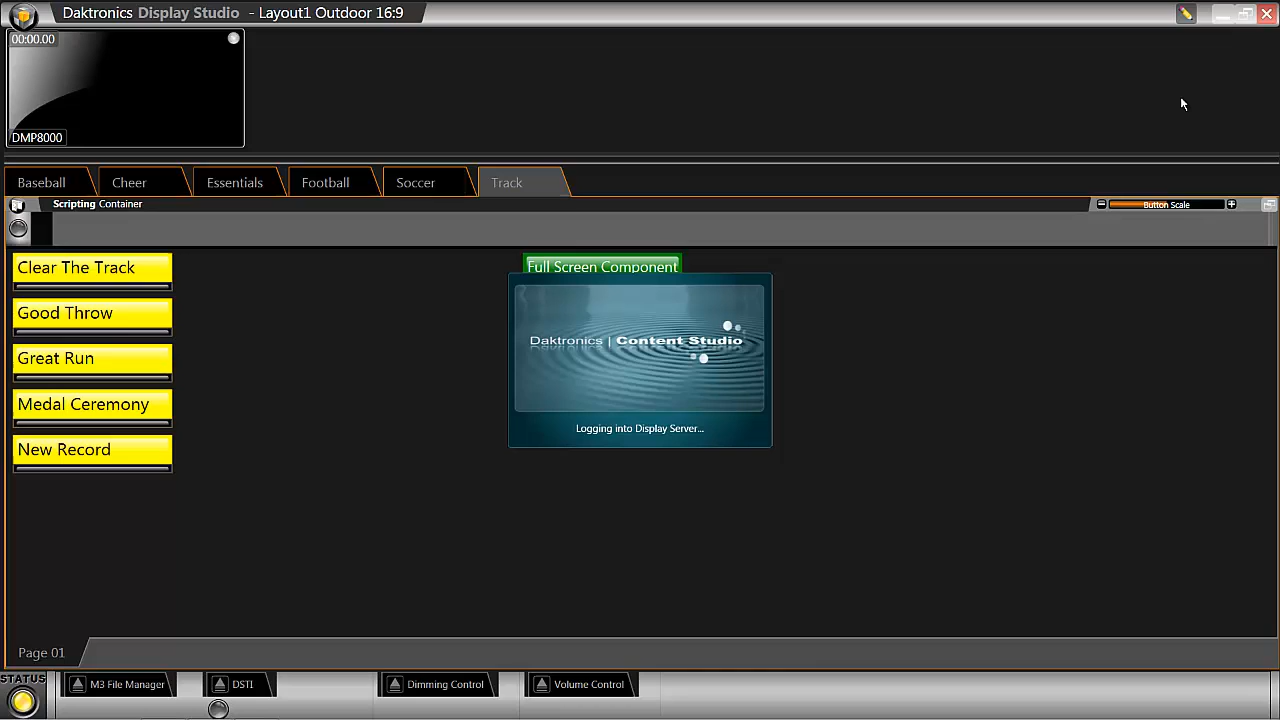 Daktronics Display Studio - Layout1 Outdoor 16:9
00:00.00
DMP8000
Baseball
Cheer
Essentials
Football
Soccer
Track
Scripting Container
Button Scale
Clear The Track
Full Screen Component
Good Throw
Great Run
Medal Ceremony
New Record
Daktronics | Content Studio
Logging into Display Server...
Page 01
STATUS
M3 File Manager
DSTI
Dimming Control
Volume Control